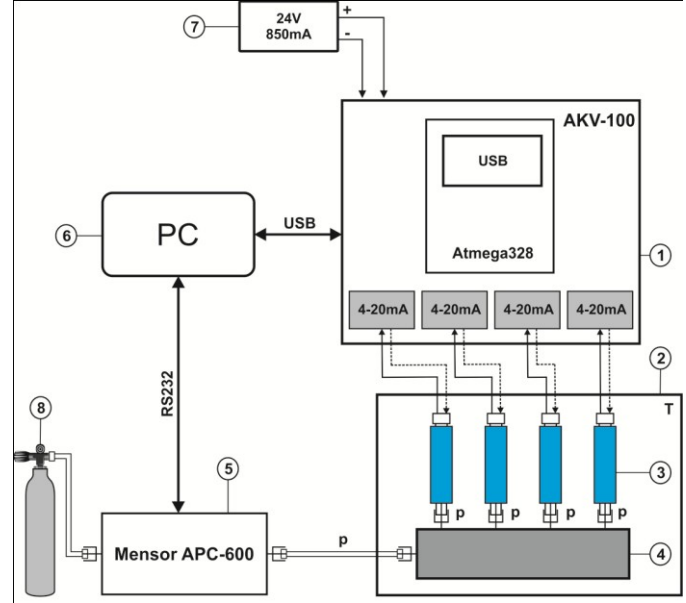 7
24V
850mA
+
-
AKV-100
USB
Atmega328
1
6
PC
USB
4-20mA
4-20mA
4-20mA
4-20mA
RS232
2
T
8
3
5
p
p
p
p
Mensor APC-600
p
4